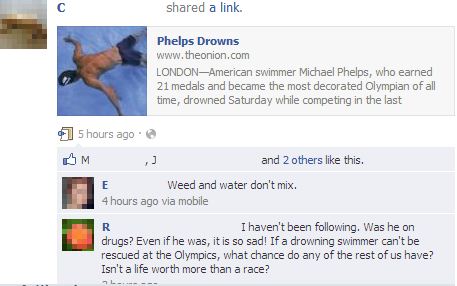 C shared a link.
Phelps Drowns
www.theonion.com
LONDON—American swimmer Michael Phelps, who earned
21 medals and became the most decorated Olympian of all
time, drowned Saturday while competing in the last
5 hours ago ·
M , J and 2 others like this.
E Weed and water don't mix.
4 hours ago via mobile
R I haven't been following. Was he on
drugs? Even if he was, it is so sad! If a drowning swimmer can't be
rescued at the Olympics, what chance do any of the rest of us have?
Isn't a life worth more than a race?